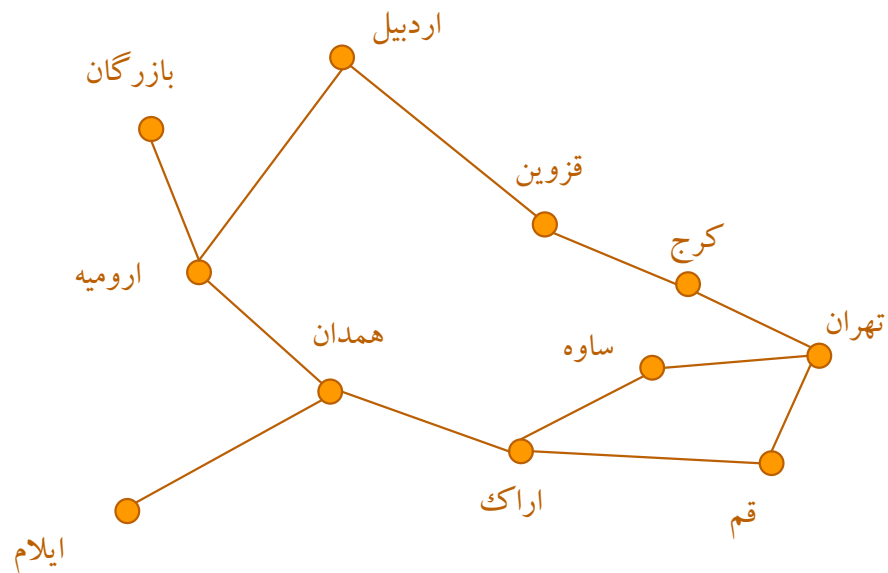 اردبیل
بازرگان
قزوین
کرج
ارومیه
تهران
همدان
ساوه
اراک
قم
ایلام